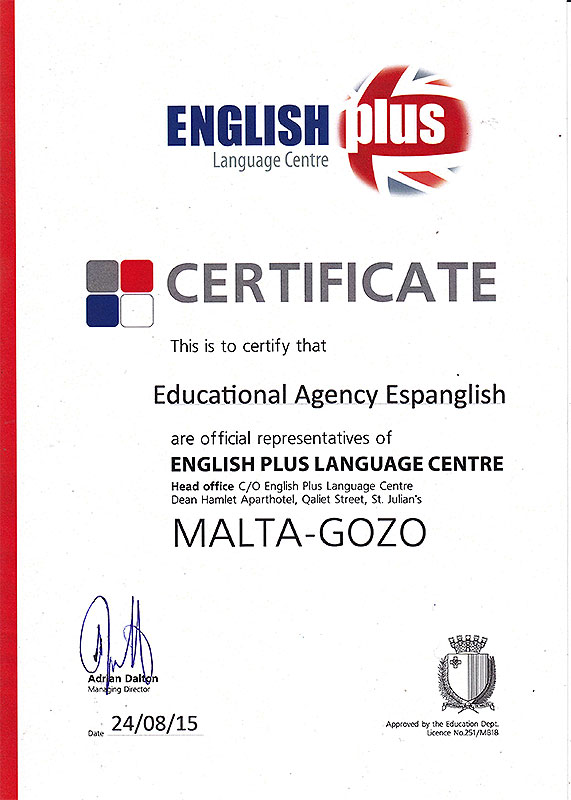 ENGLISH plus
Language Centre
CERTIFICATE
This is to certify that
Educational Agency Espanglish
are official representatives of
ENGLISH PLUS LANGUAGE CENTRE
Head office C/O English Plus Language Centre
Dean Hamlet Aparthotel, Qaliet Street, St. Julian's
MALTA-GOZO
Adrian Dalton
Managing Director
Date 24/08/15
Approved by the Education Dept.
Licence No.251/MB18